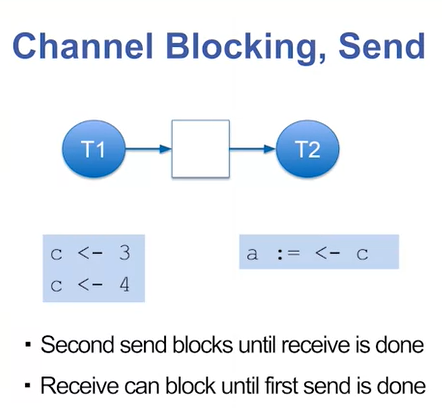 Channel Blocking, Send
T1
T2
c <- 3
c <- 4
a := <- c
▪ Second send blocks until receive is done
▪ Receive can block until first send is done